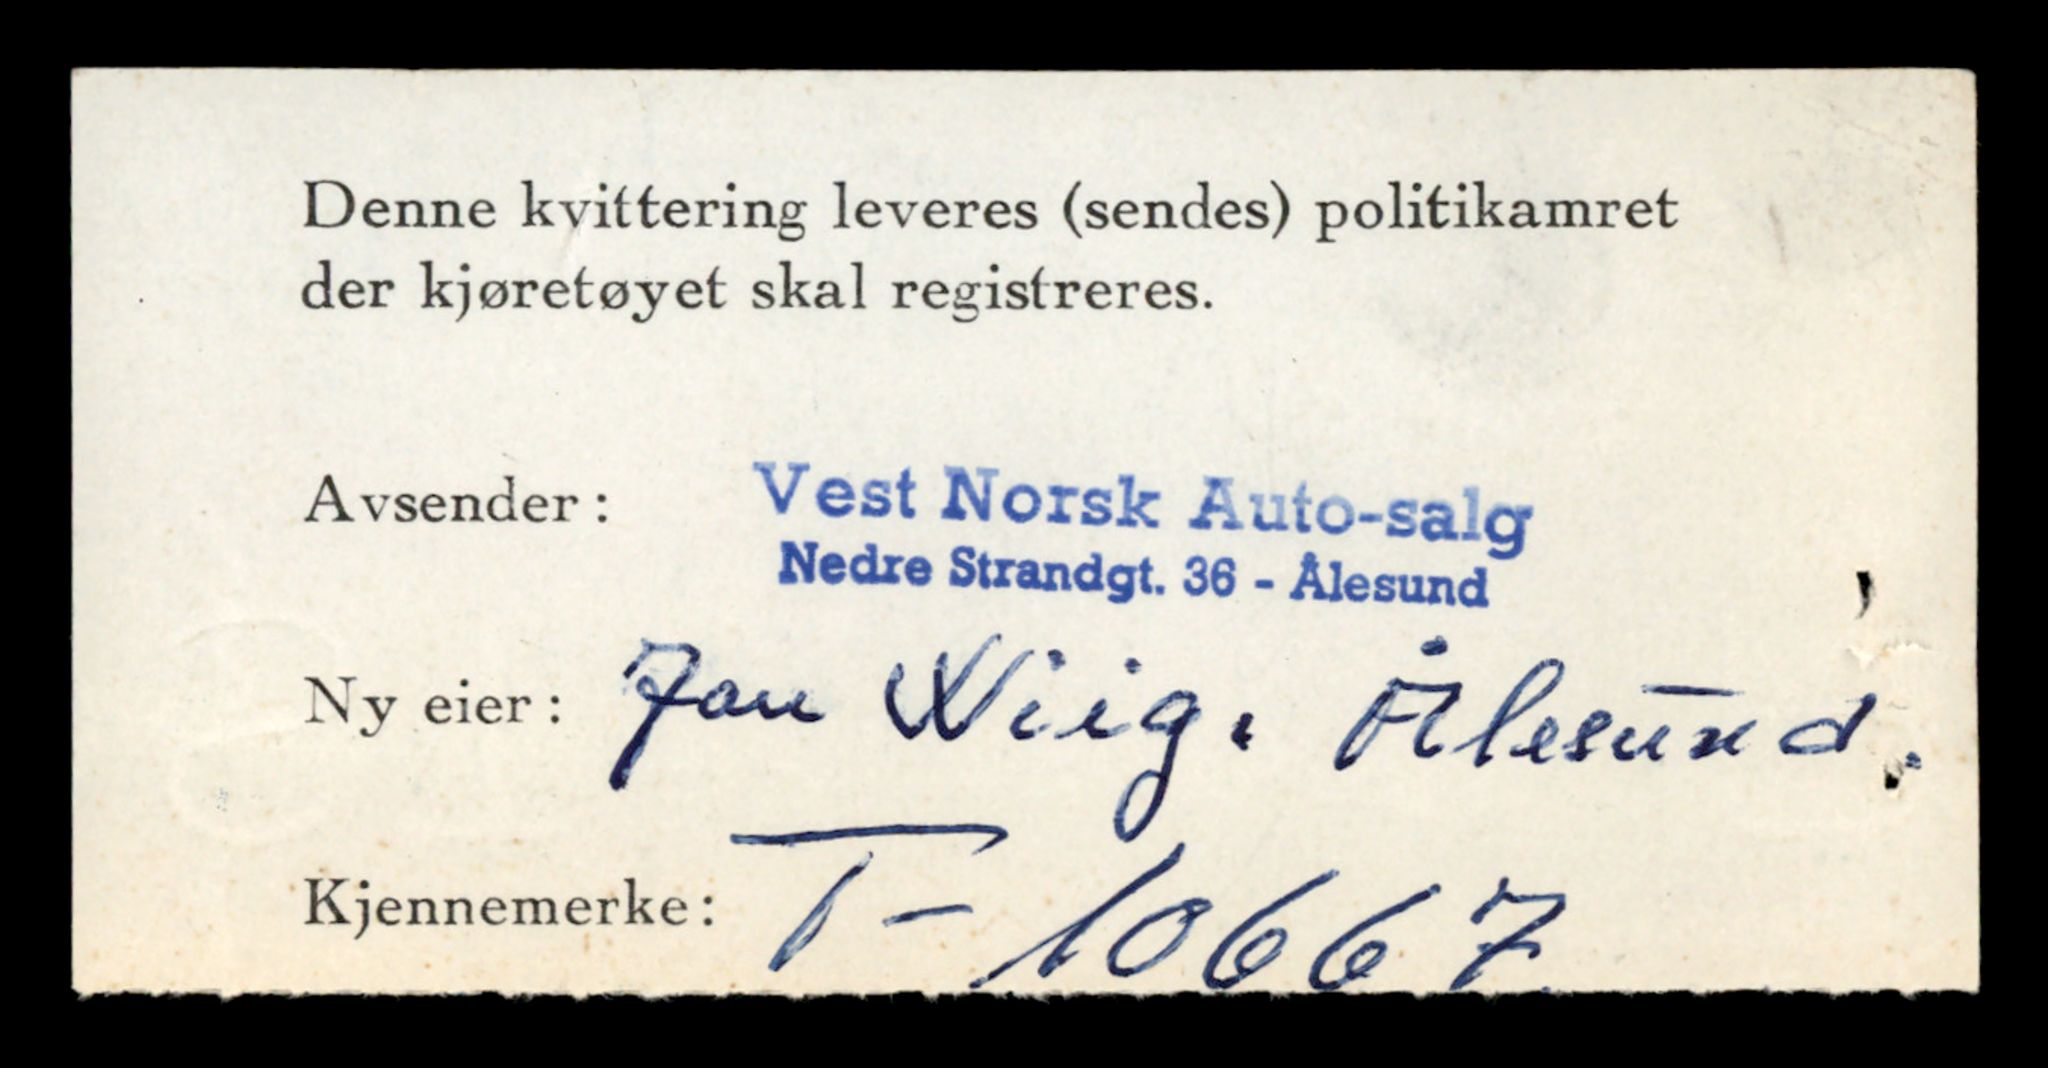 Denne kvittering leveres (sendes) politikamret
der kjøretøyet skal registreres.
Avsender: Vest Norsk Auto-salg
Nedre Strandgt. 36 - Ålesund
Ny eier: Jan Wiig. Ålesund.
Kjennemerke: T-10667